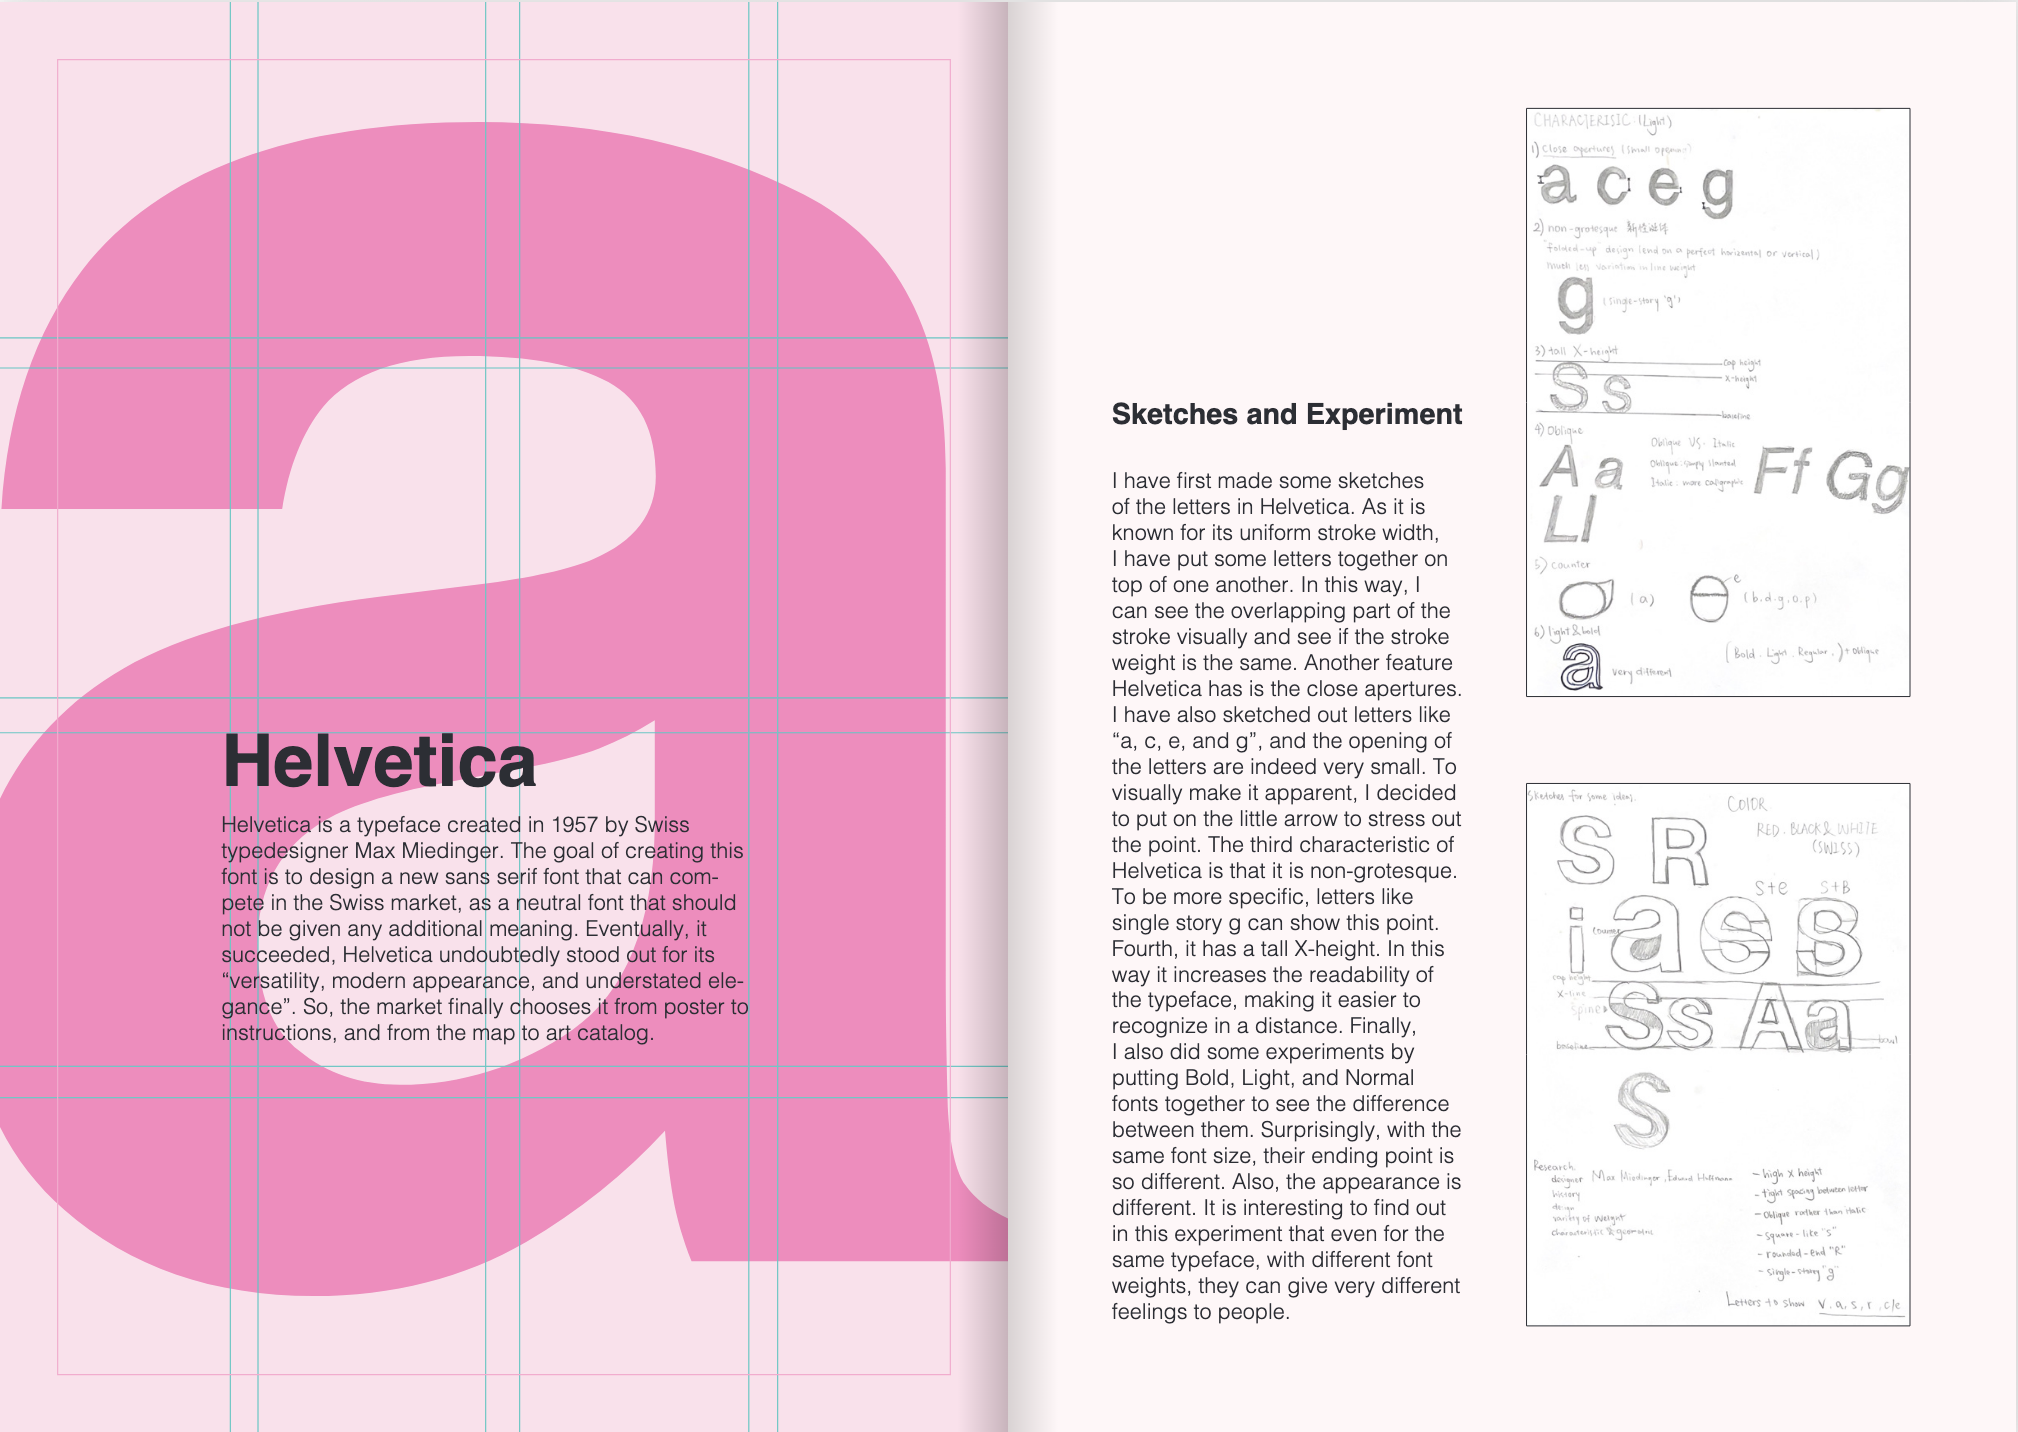 Helvetica
Helvetica is a typeface created in 1957 by Swiss
typedesigner Max Miedinger. The goal of creating this
font is to design a new sans serif font that can com-
pete in the Swiss market, as a neutral font that should
not be given any additional meaning. Eventually, it
succeeded, Helvetica undoubtedly stood out for its
“versatility, modern appearance, and understated ele-
gance”. So, the market finally chooses it from poster to
instructions, and from the map to art catalog.
Sketches and Experiment
I have first made some sketches
of the letters in Helvetica. As it is
known for its uniform stroke width,
I have put some letters together on
top of one another. In this way, I
can see the overlapping part of the
stroke visually and see if the stroke
weight is the same. Another feature
Helvetica has is the close apertures.
I have also sketched out letters like
“a, c, e, and g”, and the opening of
the letters are indeed very small. To
visually make it apparent, I decided
to put on the little arrow to stress out
the point. The third characteristic of
Helvetica is that it is non-grotesque.
To be more specific, letters like
single story g can show this point.
Fourth, it has a tall X-height. In this
way it increases the readability of
the typeface, making it easier to
recognize in a distance. Finally,
I also did some experiments by
putting Bold, Light, and Normal
fonts together to see the difference
between them. Surprisingly, with the
same font size, their ending point is
so different. Also, the appearance is
different. It is interesting to find out
in this experiment that even for the
same typeface, with different font
weights, they can give very different
feelings to people.
CHARACTERISIC (Light)
1) Close apertures (small opening)
a c e g
2) non-grotesque
"folded-up" design (end on a perfect horizontal or vertical)
much less variation in line weight
g (single-story 'g')
3) tall X-height
cap height
X-height
Ss
baseline
4) Oblique
Aa
Oblique VS. Italic
Oblique: simply slanted
Italic: more caligraphic
Ff Gg
Ll
5) counter
(a)
e
(b.d.g.o.p)
6) light & bold
a very different
(Bold. Light. Regular.) + Oblique
Sketches for some ideas.
COLOR
RED. BLACK & WHITE
(SWISS)
S R
S+e S+B
i a
counter
cap height
X-line
Spine
Ss Aa
baseline
bowl
S
Research
designer Max Miedinger,
history
design
variety of weight
characteristic &
- high X height
- tight spacing between letter
- Oblique rather than italic
- square-like "s"
- rounded-end "R"
- single-story "g"
Letters to show v.a.s.r.c/e